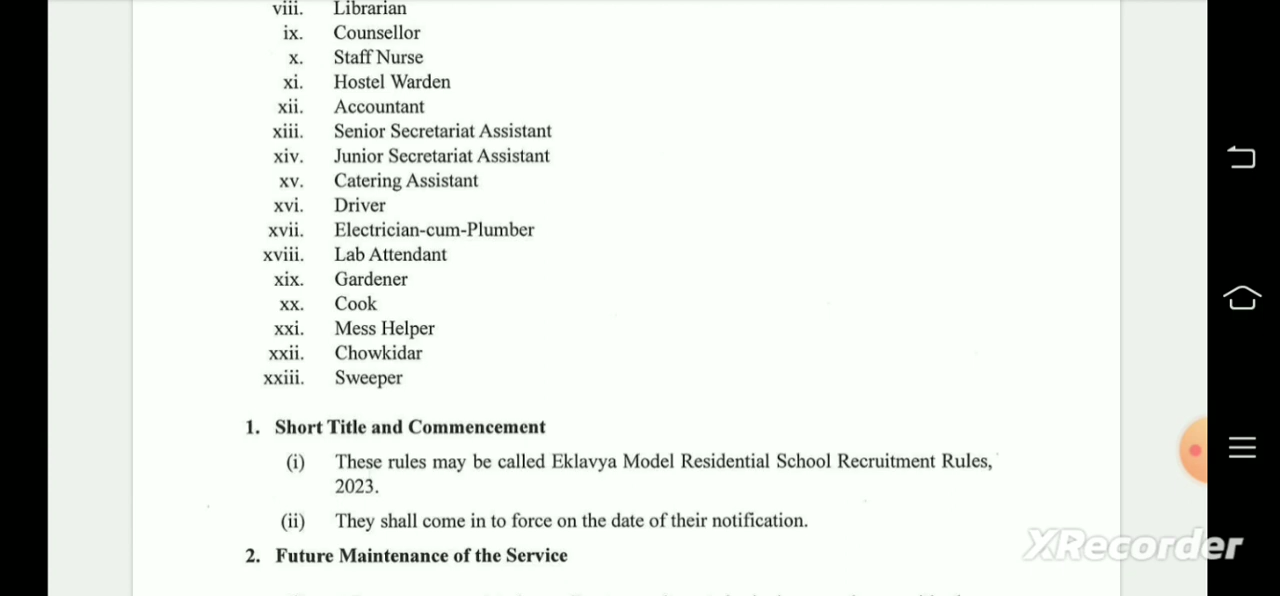 viii. Librarian
ix. Counsellor
x. Staff Nurse
xi. Hostel Warden
xii. Accountant
xiii. Senior Secretariat Assistant
xiv. Junior Secretariat Assistant
xv. Catering Assistant
xvi. Driver
xvii. Electrician-cum-Plumber
xviii. Lab Attendant
xix. Gardener
xx. Cook
xxi. Mess Helper
xxii. Chowkidar
xxiii. Sweeper
1. Short Title and Commencement
(i) These rules may be called Eklavya Model Residential School Recruitment Rules,
2023.
(ii) They shall come in to force on the date of their notification.
2. Future Maintenance of the Service
XRecorder